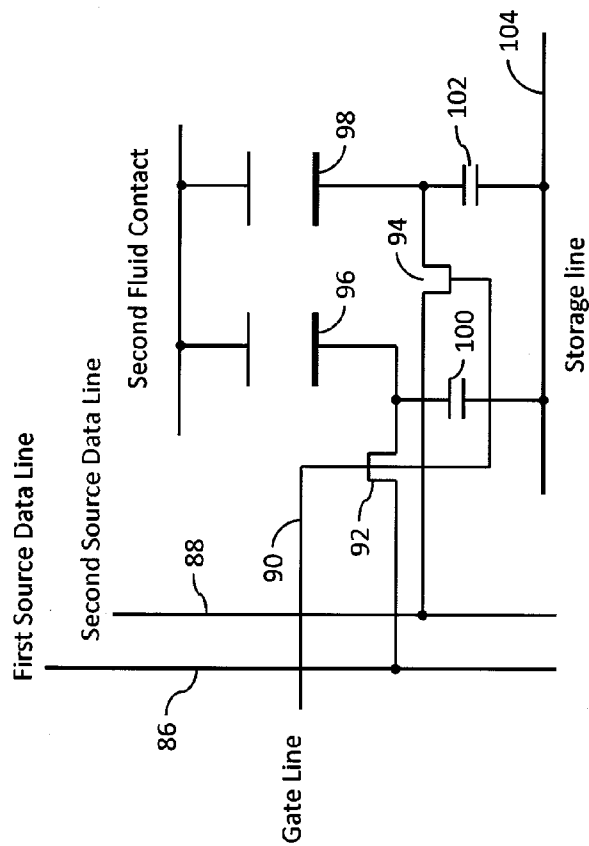 First Source Data Line
Second Source Data Line
Second Fluid Contact
86
88
Gate Line
90
92
94
96
98
100
102
104
Storage line